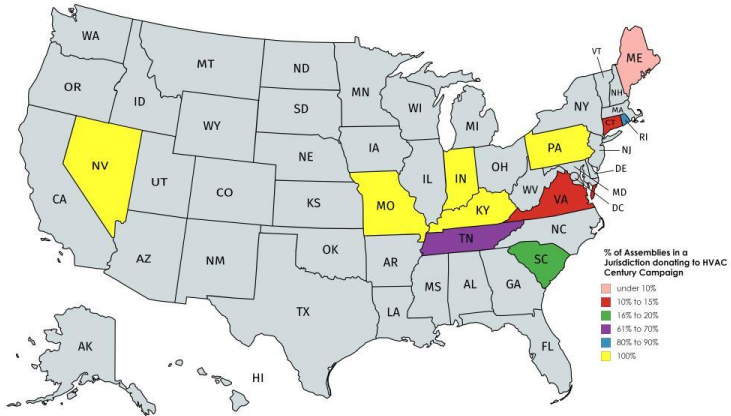 WA
MT
ND
MN
VT
ME
OR
ID
SD
WI
MI
NH
NY
MA
CT
RI
WY
NE
IA
PA
NJ
NV
UT
CO
IL
IN
OH
DE
CA
KS
MO
WV
MD
KY
VA
DC
AZ
NM
OK
AR
TN
NC
SC
TX
LA
MS
AL
GA
FL
AK
HI
% of Assemblies in a
Jurisdiction donating to HVAC
Century Campaign
under 10%
10% to 15%
16% to 20%
61% to 70%
80% to 90%
100%